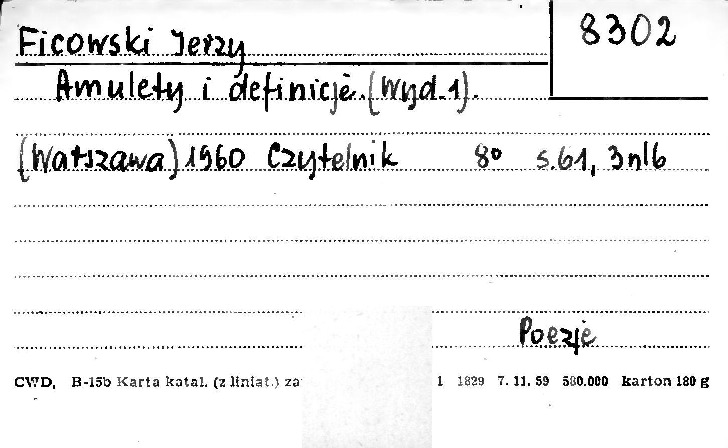 8302
Ficowski Jerzy
Amulety i definicje. (Wyd. 1).
(Warszawa) 1960 Czytelnik 8° s. 61, 3 nlb
Poezje
CWD, B-15b Karta katal. (z liniat.) za 1 1829 7. 11. 59 580.000 karton 180 g